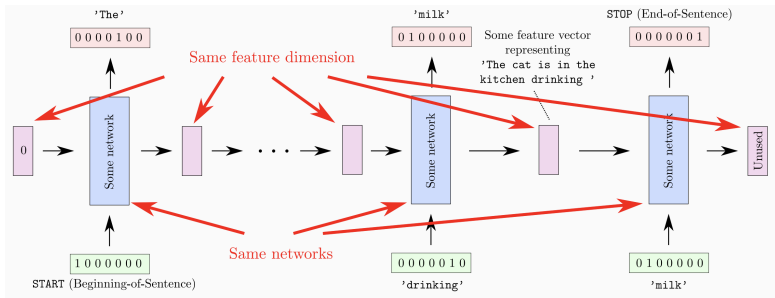 'The'
'milk'
STOP (End-of-Sentence)
0 0 0 0 1 0 0
0 1 0 0 0 0 0
0 0 0 0 0 0 1
Some feature vector
representing
'The cat is in the
kitchen drinking '
Same feature dimension
0
Some network
. . .
Some network
Some network
Unused
Same networks
1 0 0 0 0 0 0
0 0 0 0 0 1 0
0 1 0 0 0 0 0
START (Beginning-of-Sentence)
'drinking'
'milk'